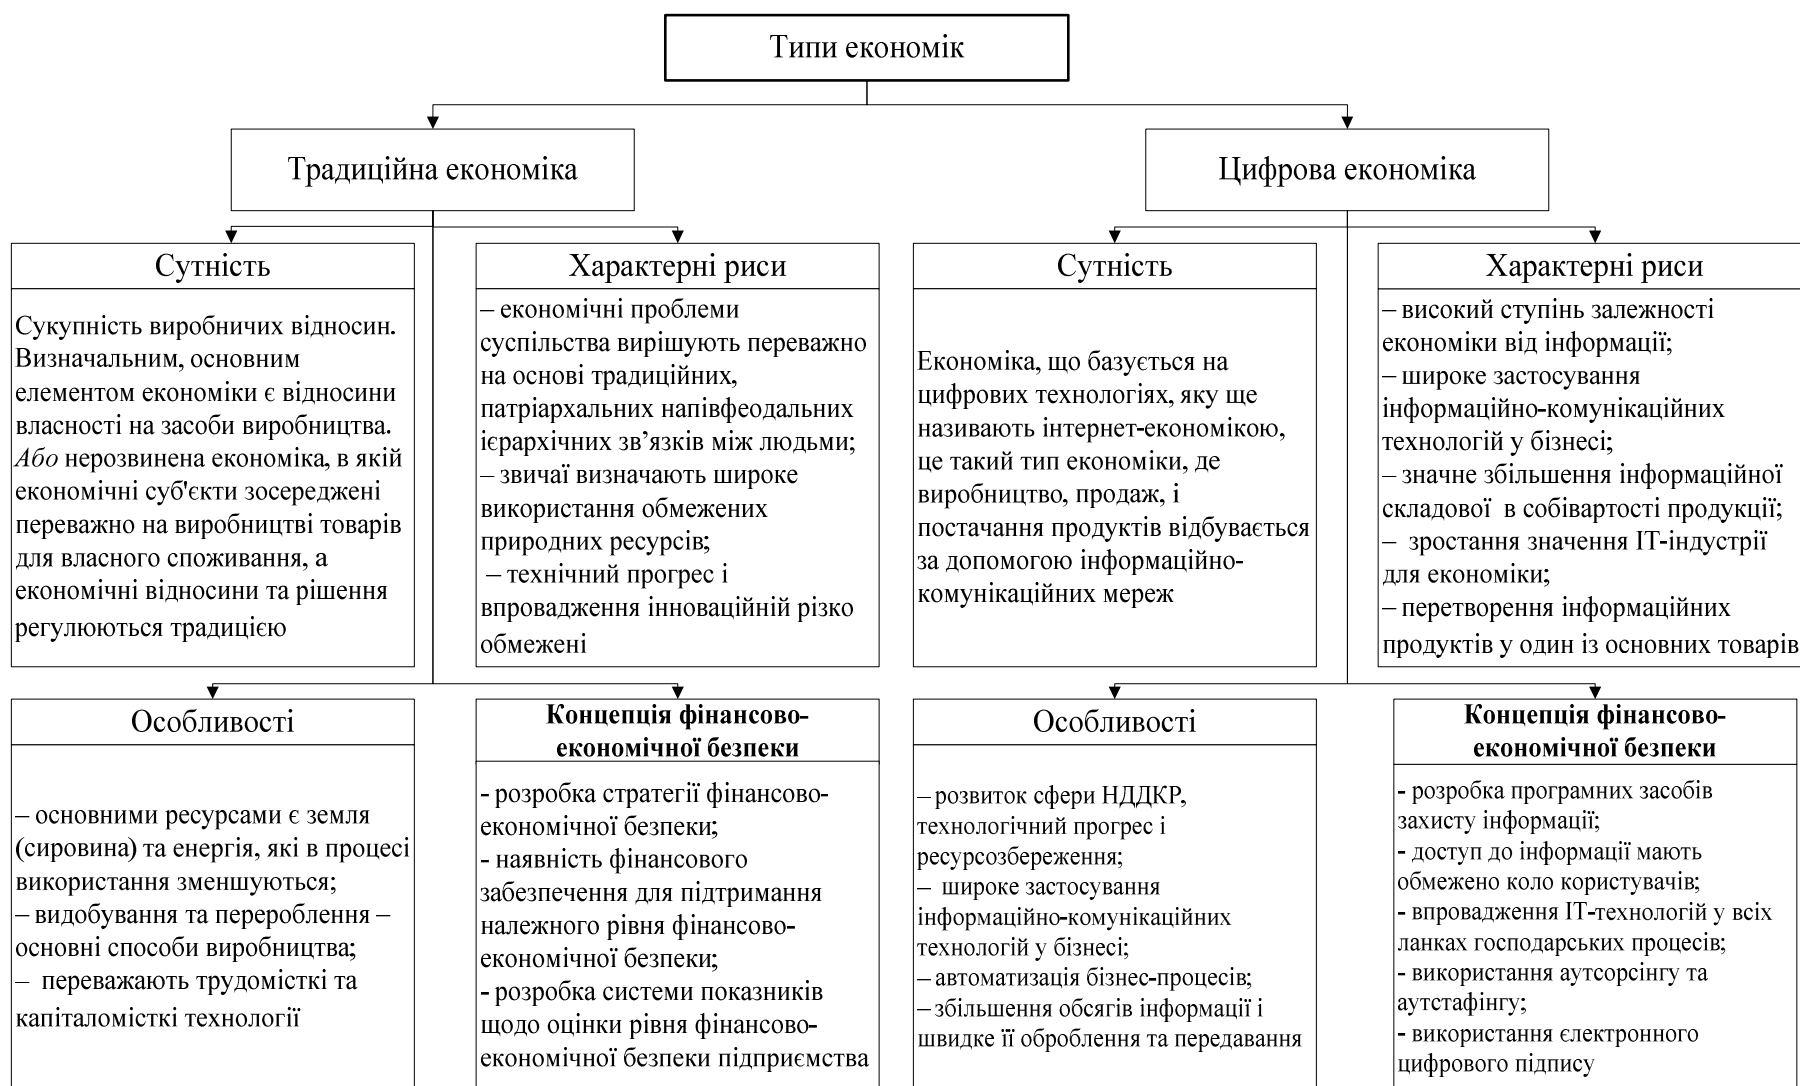 Типи економік
Традиційна економіка
Цифрова економіка
Сутність
Сукупність виробничих відносин.
Визначальним, основним
елементом економіки є відносини
власності на засоби виробництва.
Або нерозвинена економіка, в якій
економічні суб'єкти зосереджені
переважно на виробництві товарів
для власного споживання, а
економічні відносини та рішення
регулюються традицією
Характерні риси
– економічні проблеми
суспільства вирішують переважно
на основі традиційних,
патріархальних напівфеодальних
ієрархічних зв’язків між людьми;
– звичаї визначають широке
використання обмежених
природних ресурсів;
– технічний прогрес і
впровадження інноваційній різко
обмежені
Сутність
Економіка, що базується на
цифрових технологіях, яку ще
називають інтернет-економікою,
це такий тип економіки, де
виробництво, продаж, і
постачання продуктів відбувається
за допомогою інформаційно-
комунікаційних мереж
Характерні риси
– високий ступінь залежності
економіки від інформації;
– широке застосування
інформаційно-комунікаційних
технологій у бізнесі;
– значне збільшення інформаційної
складової в собівартості продукції;
– зростання значення ІТ-індустрії
для економіки;
– перетворення інформаційних
продуктів у один із основних товарів
Особливості
– основними ресурсами є земля
(сировина) та енергія, які в процесі
використання зменшуються;
– видобування та перероблення –
основні способи виробництва;
– переважають трудомісткі та
капіталомісткі технології
Концепція фінансово-
економічної безпеки
- розробка стратегії фінансово-
економічної безпеки;
- наявність фінансового
забезпечення для підтримання
належного рівня фінансово-
економічної безпеки;
- розробка системи показників
щодо оцінки рівня фінансово-
економічної безпеки підприємства
Особливості
– розвиток сфери НДДКР,
технологічний прогрес і
ресурсозбереження;
– широке застосування
інформаційно-комунікаційних
технологій у бізнесі;
– автоматизація бізнес-процесів;
– збільшення обсягів інформації і
швидке її оброблення та передавання
Концепція фінансово-
економічної безпеки
- розробка програмних засобів
захисту інформації;
- доступ до інформації мають
обмежено коло користувачів;
- впровадження ІТ-технологій у всіх
ланках господарських процесів;
- використання аутсорсінгу та
аутстафінгу;
- використання єлектронного
цифрового підпису